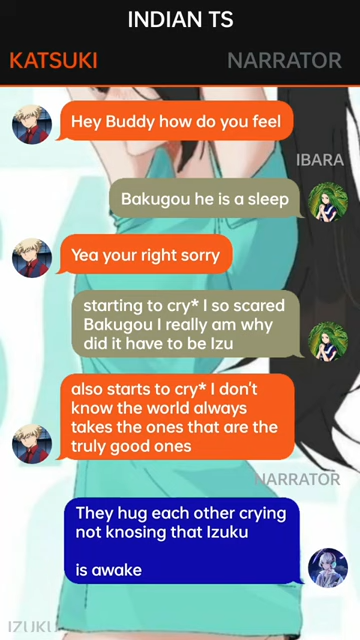 INDIAN TS
KATSUKI
NARRATOR
Hey Buddy how do you feel
IBARA
Bakugou he is a sleep
Yea your right sorry
starting to cry* I so scared
Bakugou I really am why
did it have to be Izu
also starts to cry* I don't
know the world always
takes the ones that are the
truly good ones
NARRATOR
They hug each other crying
not knosing that Izuku
is awake
IZUKU